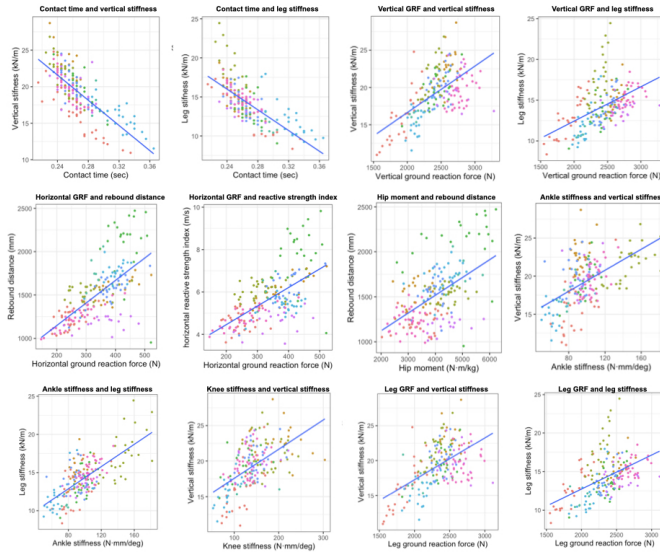 Contact time and vertical stiffness
Vertical stiffness (kN/m)
25
20
15
10
0.24
0.28
0.32
0.36
Contact time (sec)
Contact time and leg stiffness
Leg stiffness (kN/m)
25
20
15
10
0.24
0.28
0.32
0.36
Contact time (sec)
Vertical GRF and vertical stiffness
Vertical stiffness (kN/m)
25
20
15
1500
2000
2500
3000
Vertical ground reaction force (N)
Vertical GRF and leg stiffness
Leg stiffness (kN/m)
20
15
10
1500
2000
2500
3000
Vertical ground reaction force (N)
Horizontal GRF and rebound distance
Rebound distance (mm)
2500
2000
1500
1000
200
300
400
500
Horizontal ground reaction force (N)
Horizontal GRF and reactive strength index
horizontal reactive strength index (m/s)
8
6
4
200
300
400
500
Horizontal ground reaction force (N)
Hip moment and rebound distance
Rebound distance (mm)
2500
2000
1500
1000
2000
3000
4000
5000
6000
Hip moment (N·m/kg)
Ankle stiffness and vertical stiffness
Vertical stiffness (kN/m)
25
20
15
80
120
160
Ankle stiffness (N·mm/deg)
Ankle stiffness and leg stiffness
Leg stiffness (kN/m)
25
20
15
10
80
120
160
Ankle stiffness (N·mm/deg)
Knee stiffness and vertical stiffness
Vertical stiffness (kN/m)
25
20
15
100
200
300
Knee stiffness (N·mm/deg)
Leg GRF and vertical stiffness
Vertical stiffness (kN/m)
25
20
15
1500
2000
2500
3000
Leg ground reaction force (N)
Leg GRF and leg stiffness
Leg stiffness (kN/m)
25
20
15
10
1500
2000
2500
3000
Leg ground reaction force (N)